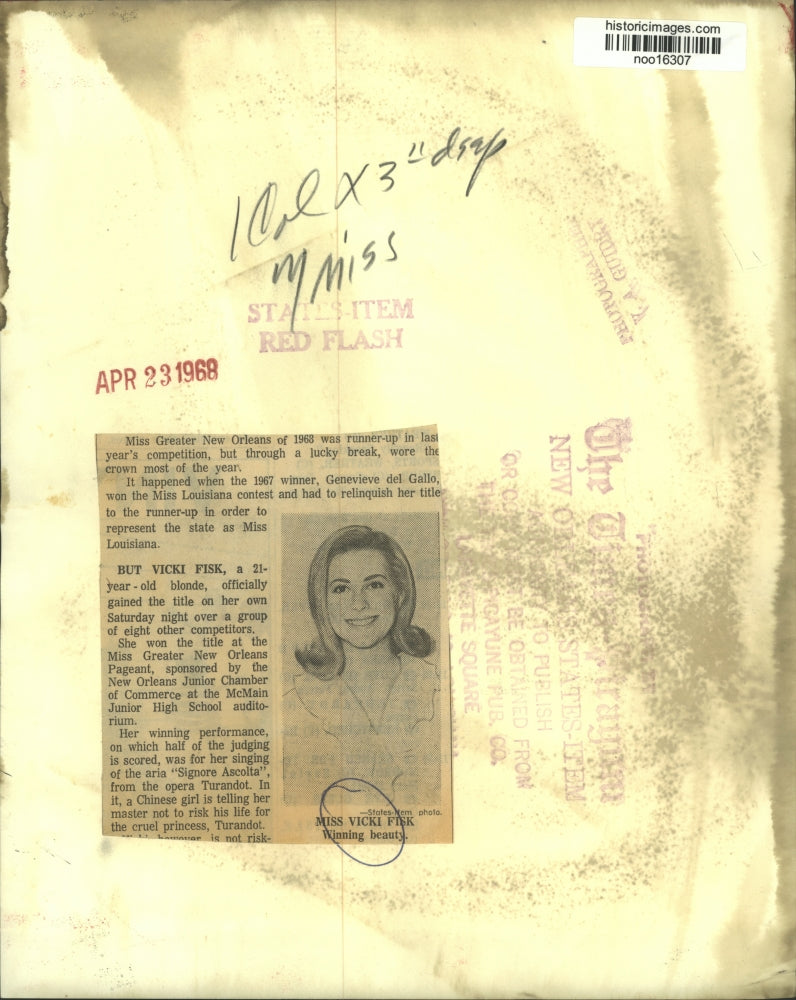 historicimages.com
noo16307
1 Col X 3" deep
M Miss
STATES-ITEM
RED FLASH
APR 23 1968
PHOTOGRAPHER
Miss Greater New Orleans of 1968 was runner-up in last
year's competition, but through a lucky break, wore the
crown most of the year.
It happened when the 1967 winner, Genevieve del Gallo,
won the Miss Louisiana contest and had to relinquish her title
to the runner-up in order to
represent the state as Miss
Louisiana.
BUT VICKI FISK, a 21-
year-old blonde, officially
gained the title on her own
Saturday night over a group
of eight other competitors.
She won the title at the
Miss Greater New Orleans
Pageant, sponsored by the
New Orleans Junior Chamber
of Commerce at the McMain
Junior High School audito-
rium.
Her winning performance,
on which half of the judging
is scored, was for her singing
of the aria "Signore Ascolta",
from the opera Turandot. In
it, a Chinese girl is telling her
master not to risk his life for
the cruel princess, Turandot.
however, is not risk-
—States-Item photo.
MISS VICKI FISK
Winning beauty.
The
NEW STATES-ITEM
TO PUBLISH
BE OBTAINED FROM
PUB. CO.
SQUARE